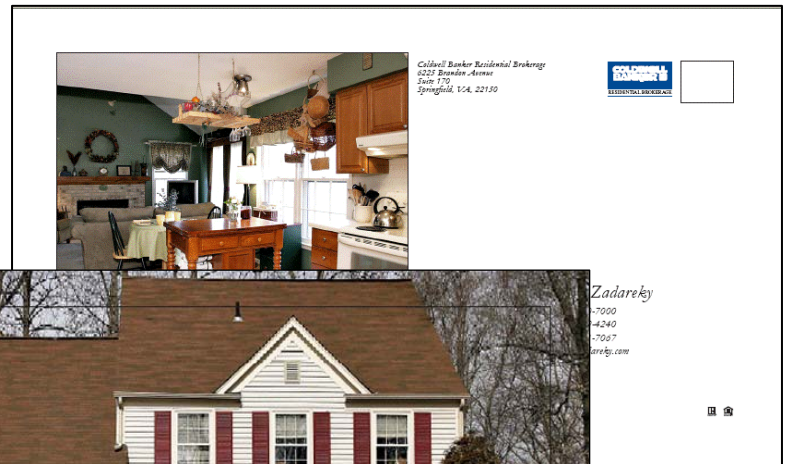 Coldwell Banker Residential Brokerage
6225 Brandon Avenue
Suite 170
Springfield, VA, 22150
COLDWELL
BANKER
RESIDENTIAL BROKERAGE
Zadareky
-7000
-4240
-7067
dareky.com